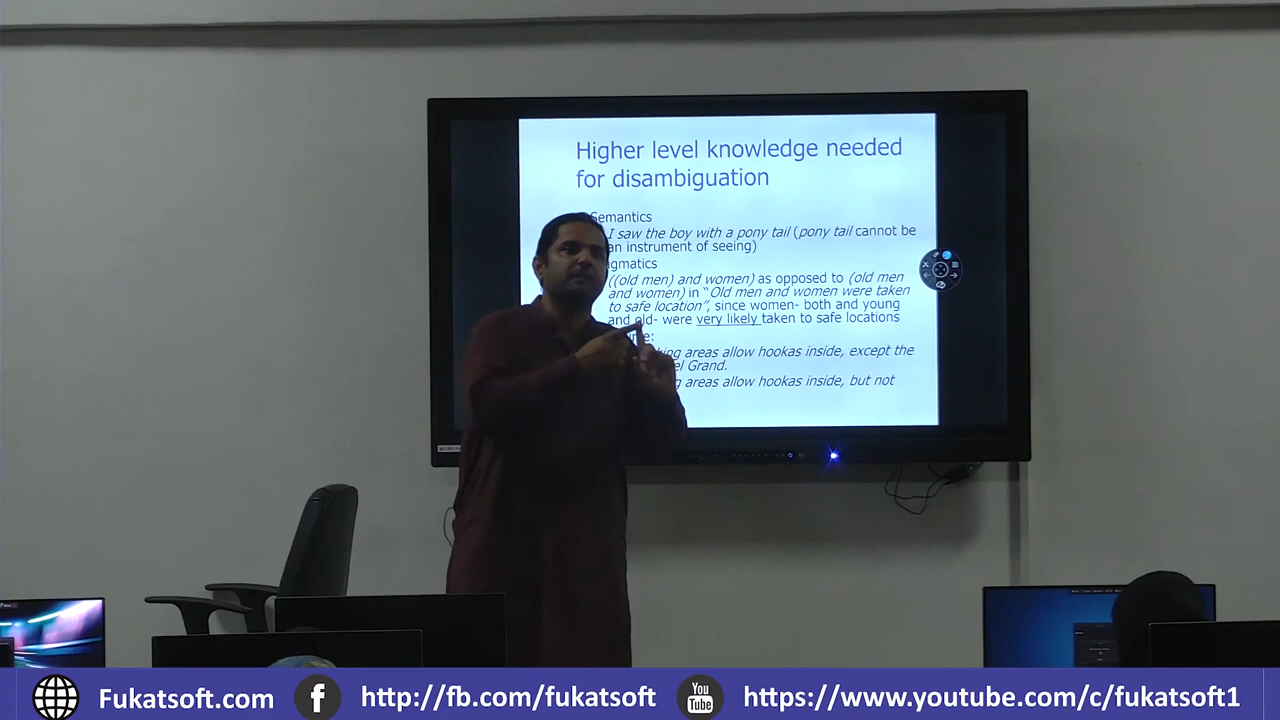 Higher level knowledge needed
for disambiguation
Semantics
I saw the boy with a pony tail (pony tail cannot be
an instrument of seeing)
((old men) and women) as opposed to (old men
and women) in "Old men and women were taken
to safe location", since women- both and young
and old- were very likely taken to safe locations
areas allow hookas inside, except the
Grand.
areas allow hookas inside, but not
Fukatsoft.com
http://fb.com/fukatsoft
You
Tube
https://www.youtube.com/c/fukatsoft1